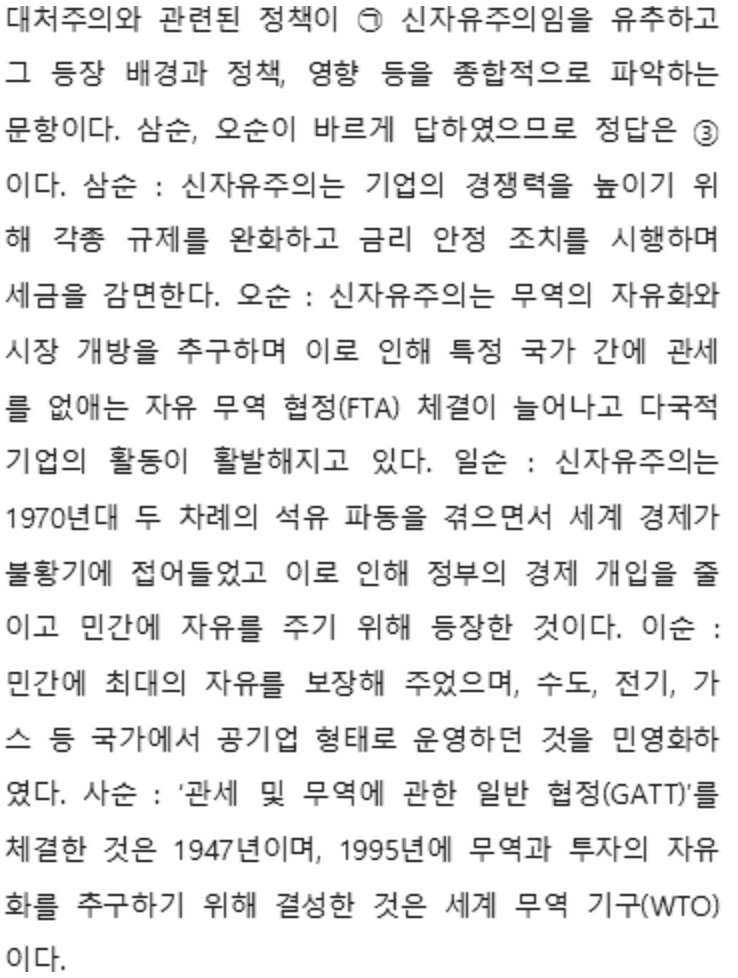 대처주의와 관련된 정책이 ㉠ 신자유주의임을 유추하고
그 등장 배경과 정책, 영향 등을 종합적으로 파악하는
문항이다. 삼순, 오순이 바르게 답하였으므로 정답은 ③
이다. 삼순 : 신자유주의는 기업의 경쟁력을 높이기 위
해 각종 규제를 완화하고 금리 안정 조치를 시행하며
세금을 감면한다. 오순 : 신자유주의는 무역의 자유화와
시장 개방을 추구하며 이로 인해 특정 국가 간에 관세
를 없애는 자유 무역 협정(FTA) 체결이 늘어나고 다국적
기업의 활동이 활발해지고 있다. 일순 : 신자유주의는
1970년대 두 차례의 석유 파동을 겪으면서 세계 경제가
불황기에 접어들었고 이로 인해 정부의 경제 개입을 줄
이고 민간에 자유를 주기 위해 등장한 것이다. 이순 :
민간에 최대의 자유를 보장해 주었으며, 수도, 전기, 가
스 등 국가에서 공기업 형태로 운영하던 것을 민영화하
였다. 사순 : '관세 및 무역에 관한 일반 협정(GATT)'를
체결한 것은 1947년이며, 1995년에 무역과 투자의 자유
화를 추구하기 위해 결성한 것은 세계 무역 기구(WTO)
이다.